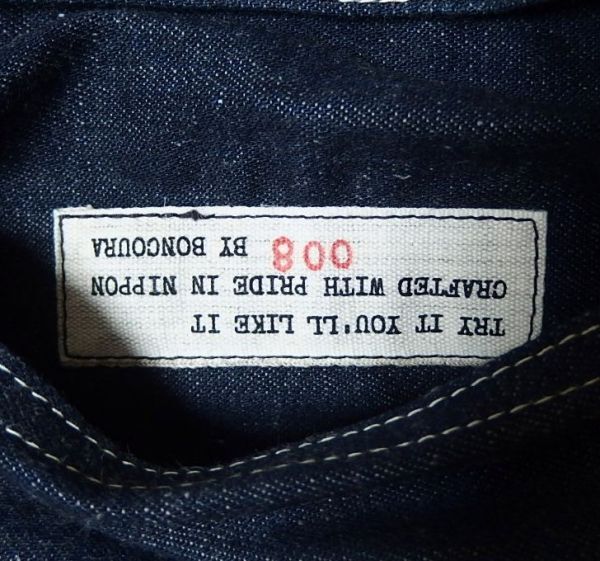 TRY IT YOU'LL LIKE IT
CRAFTED WITH PRIDE IN NIPPON
008 BY BONCOURA